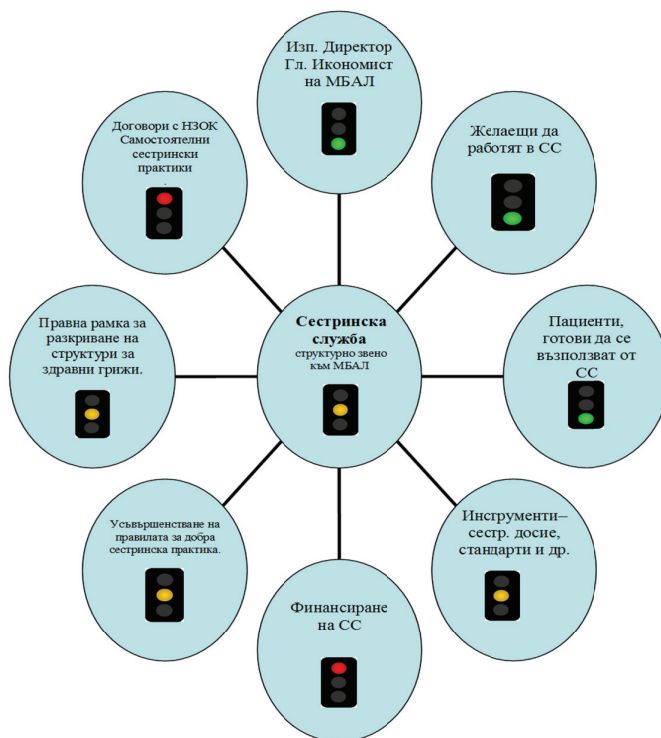 Изп. Директор
Гл. Икономист
на МБАЛ
Договори с НЗОК
Самостоятелни
сестрински
практики
.
Желаещи да
работят в СС
Правна рамка за
разкриване на
структури за
здравни грижи.
Сестринска
служба
структурно звено
към МБАЛ
Пациенти,
готови да се
възползват от
СС
Усъвършенстване на
правилата за добра
сестринска практика.
Инструменти–
сестр. досие,
стандарти и др.
Финансиране
на СС